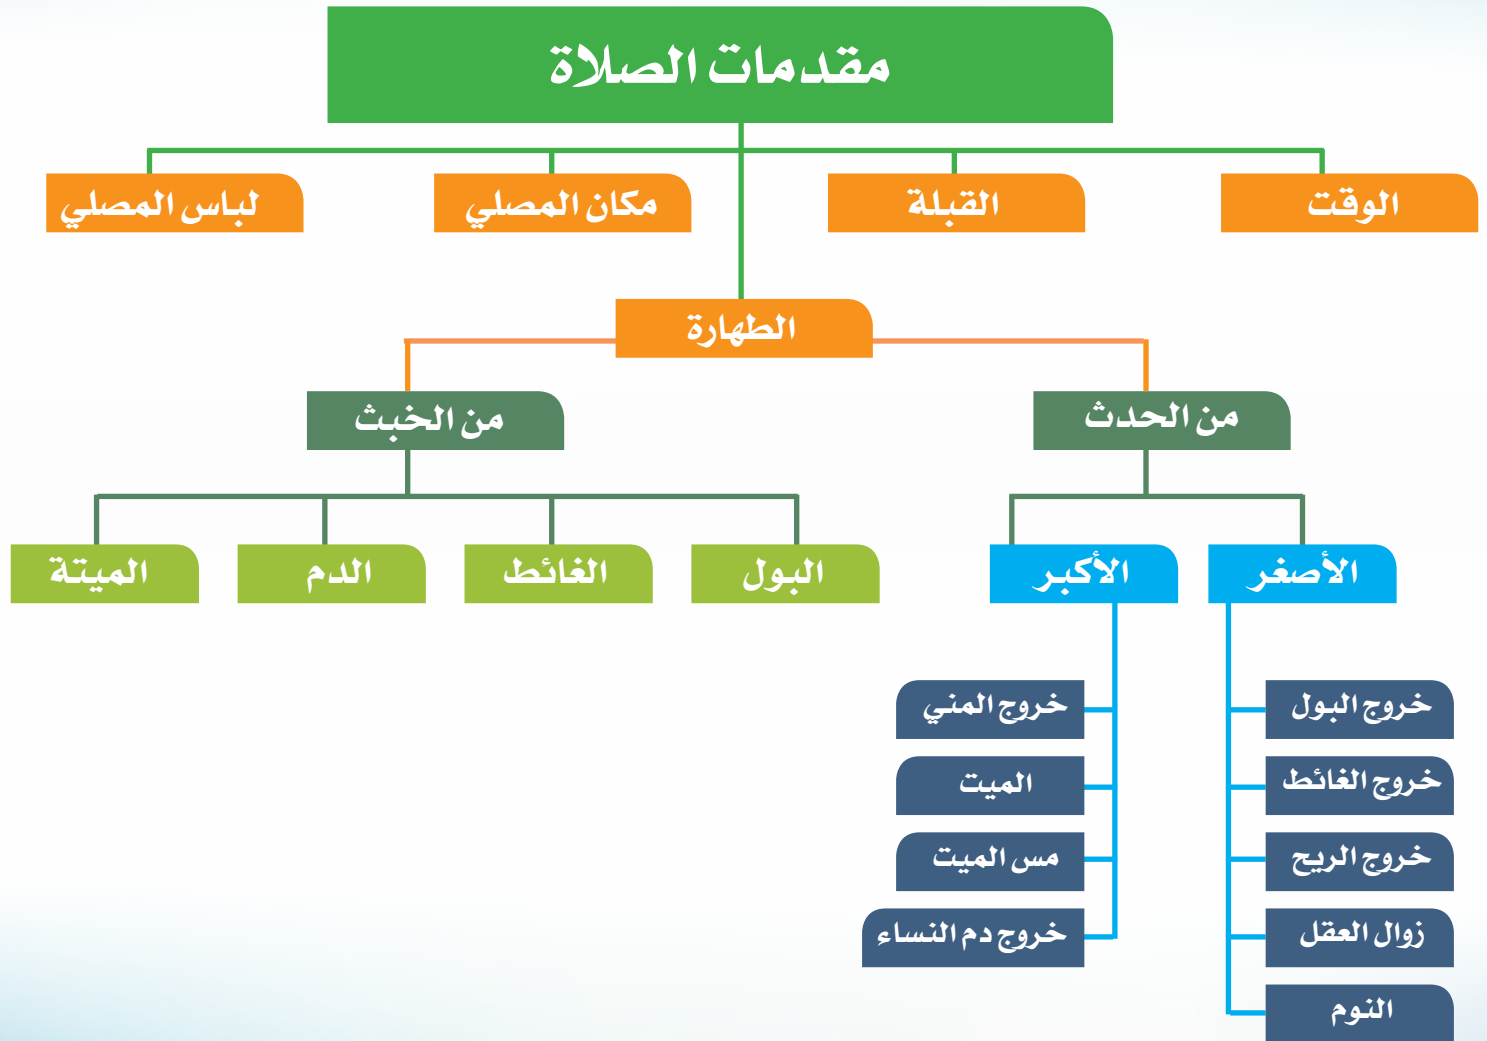 مقدمات الصلاة
الوقت
القبلة
مكان المصلي
لباس المصلي
الطهارة
من الحدث
من الخبث
الأصغر
الأكبر
البول
الغائط
الدم
الميتة
خروج البول
خروج الغائط
خروج الريح
زوال العقل
النوم
خروج المني
الميت
مس الميت
خروج دم النساء